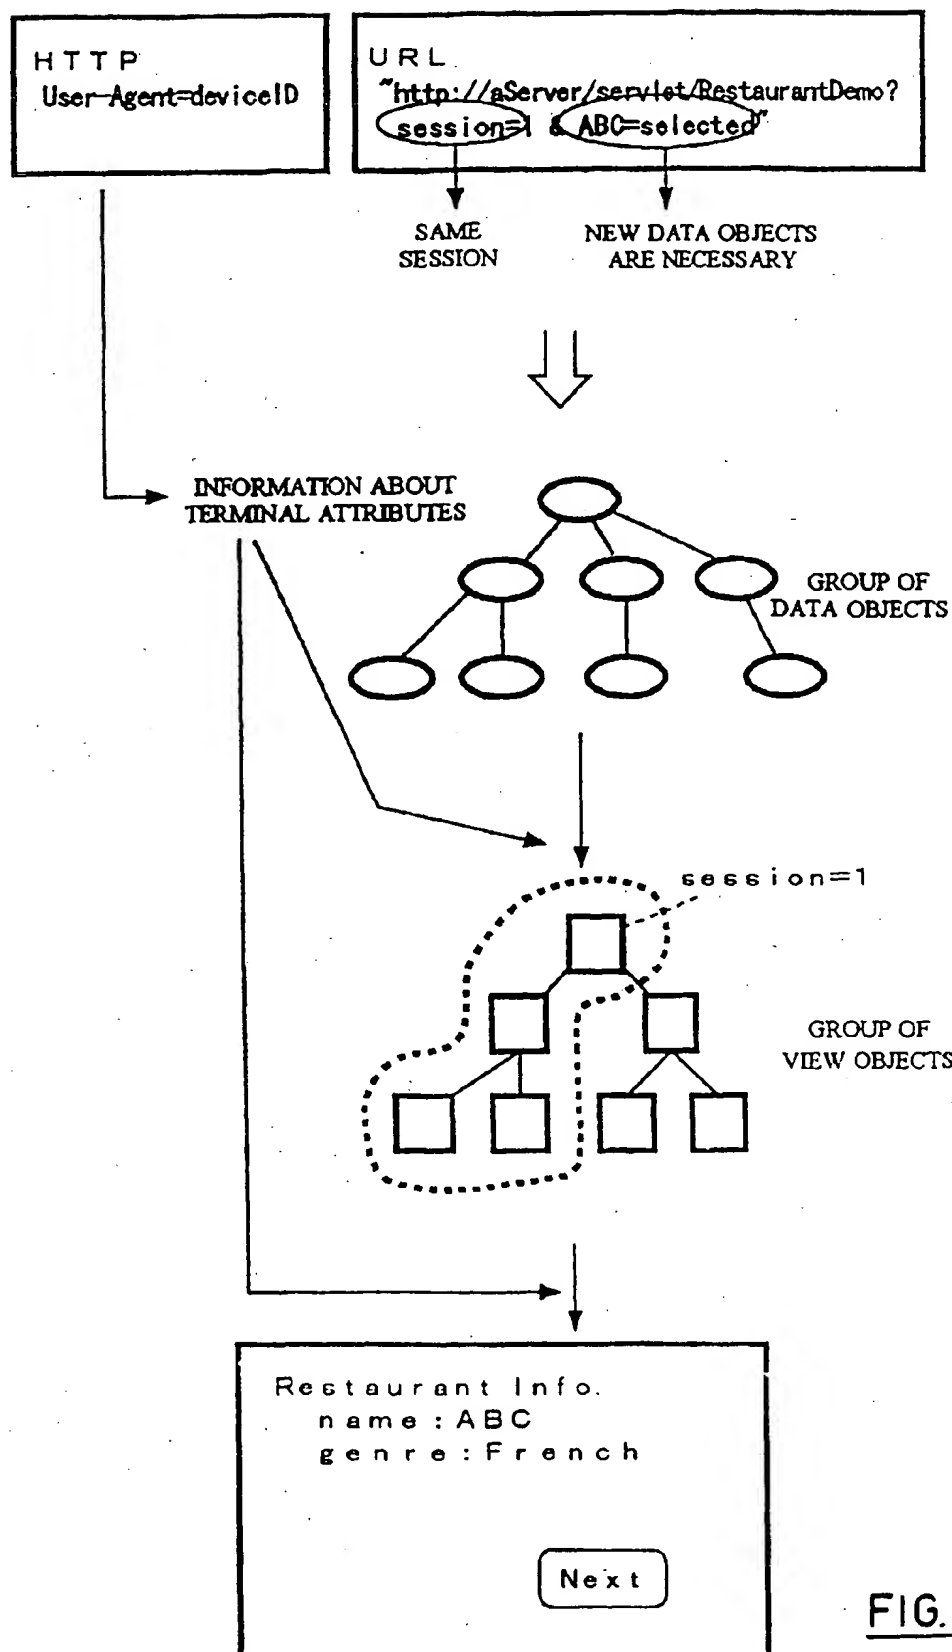 HTTP
User-Agent=deviceID
URL
"http://aServer/servlet/RestaurantDemo?
session=1 & ABC=selected"
SAME
SESSION
NEW DATA OBJECTS
ARE NECESSARY
INFORMATION ABOUT
TERMINAL ATTRIBUTES
GROUP OF
DATA OBJECTS
session=1
GROUP OF
VIEW OBJECTS
Restaurant Info.
name:ABC
genre:French
Next
FIG.